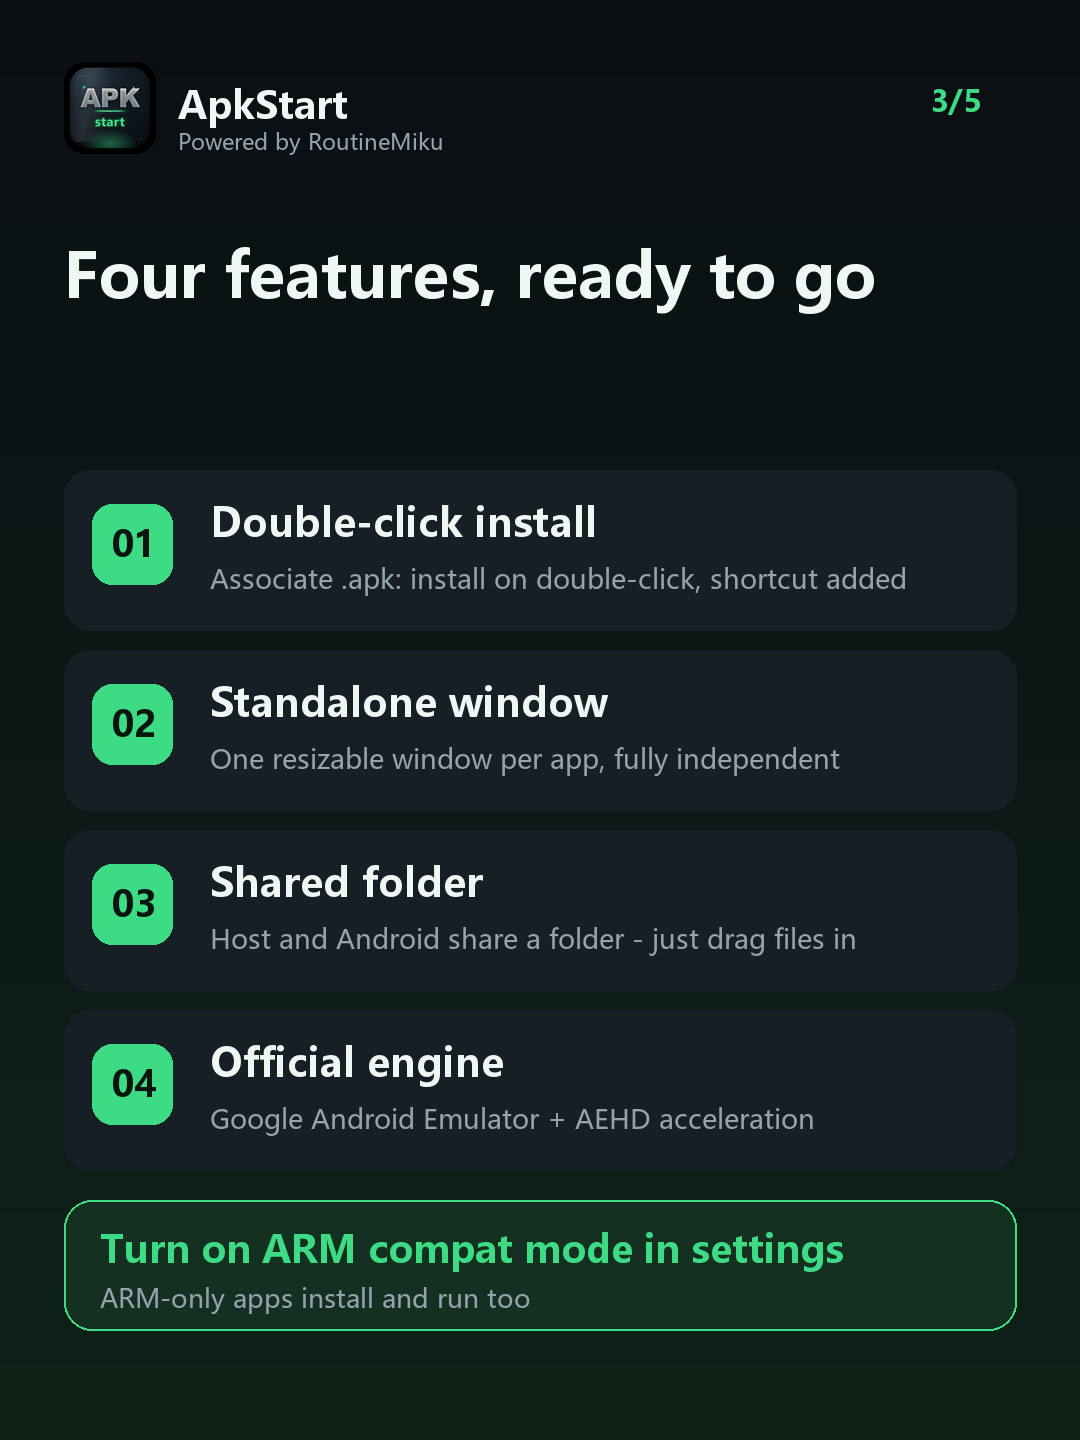 APK
start
ApkStart
Powered by RoutineMiku
3/5
Four features, ready to go
01
Double-click install
Associate .apk: install on double-click, shortcut added
02
Standalone window
One resizable window per app, fully independent
03
Shared folder
Host and Android share a folder - just drag files in
04
Official engine
Google Android Emulator + AEHD acceleration
Turn on ARM compat mode in settings
ARM-only apps install and run too